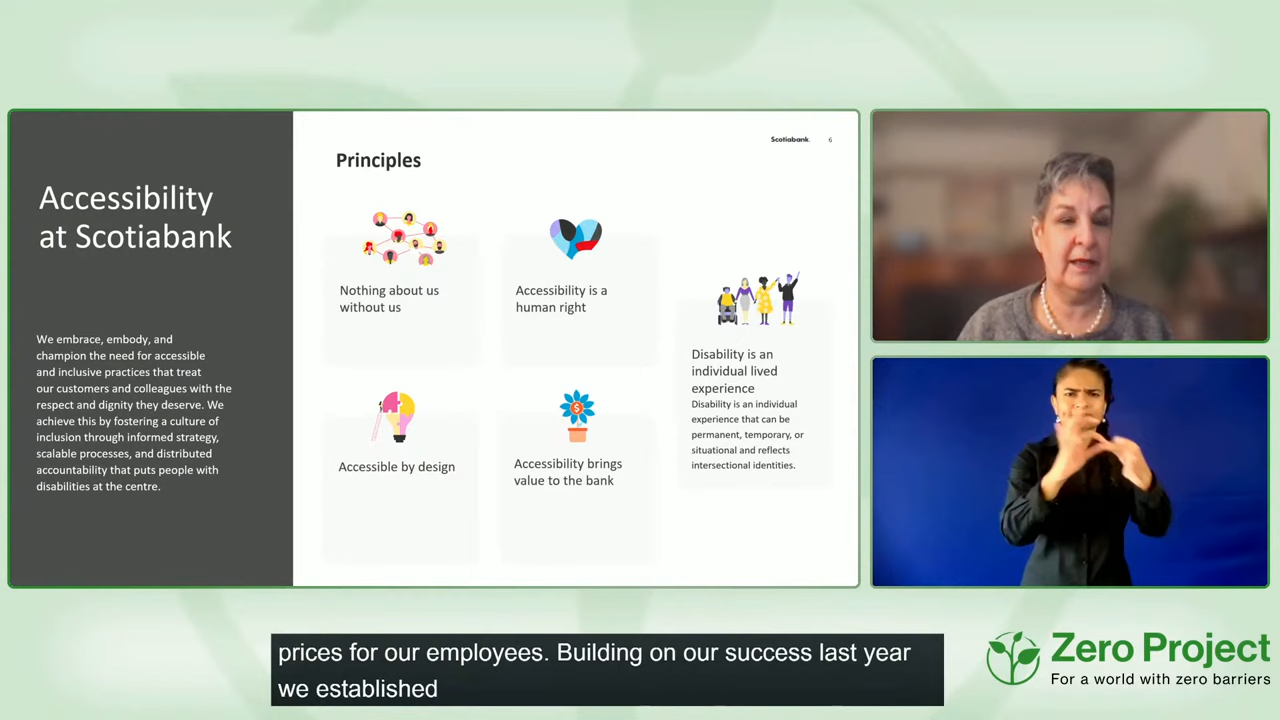 Accessibility
at Scotiabank
We embrace, embody, and
champion the need for accessible
and inclusive practices that treat
our customers and colleagues with the
respect and dignity they deserve. We
achieve this by fostering a culture of
inclusion through informed strategy,
scalable processes, and distributed
accountability that puts people with
disabilities at the centre.
Scotiabank
6
Principles
Nothing about us
without us
Accessibility is a
human right
Accessible by design
$
Accessibility brings
value to the bank
Disability is an
individual lived
experience
Disability is an individual
experience that can be
permanent, temporary, or
situational and reflects
intersectional identities.
prices for our employees. Building on our success last year
we established
Zero Project
For a world with zero barriers